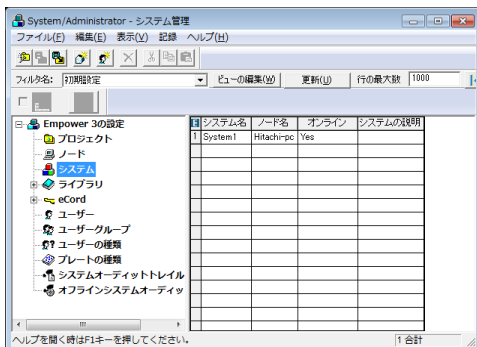 System/Administrator - システム管理
ファイル(F) 編集(E) 表示(V) 記録 ヘルプ(H)
フィルタ名: 初期設定 ビューの編集(W) 更新(U) 行の最大数 1000
Empower 3の設定
プロジェクト
ノード
システム
ライブラリ
eCord
ユーザー
ユーザーグループ
ユーザーの種類
プレートの種類
システムオーディットトレイル
オフラインシステムオーディッ
システム名 ノード名 オンライン システムの説明
1 System1 Hitachi-pc Yes
ヘルプを開く時はF1キーを押してください。 1 合計